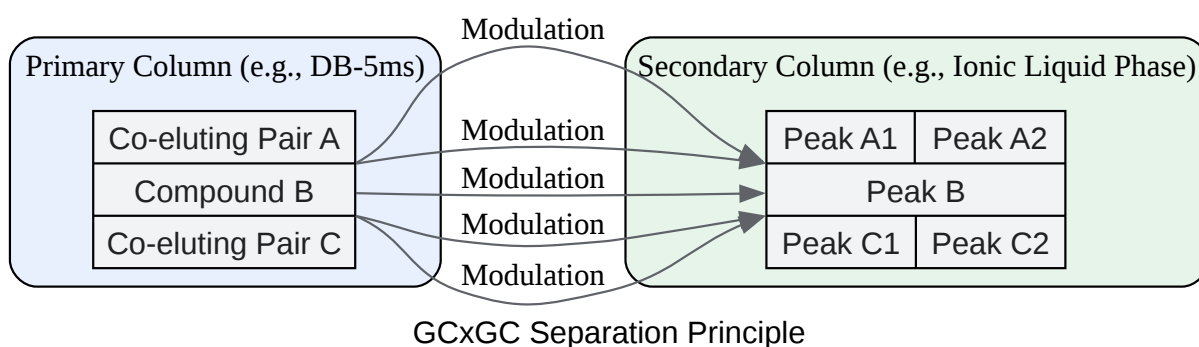 Modulation
Primary Column (e.g., DB-5ms)
Secondary Column (e.g., Ionic Liquid Phase)
Co-eluting Pair A
Compound B
Co-eluting Pair C
Modulation
Modulation
Modulation
Modulation
Peak A1 Peak A2
Peak B
Peak C1 Peak C2
GCxGC Separation Principle